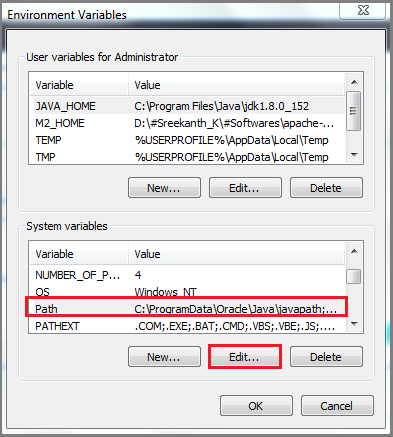 Environment Variables
User variables for Administrator
Variable Value
JAVA_HOME C:\Program Files\Java\jdk1.8.0_152
M2_HOME D:\#Sreekanth_K\#Softwares\apache-...
TEMP %USERPROFILE%\AppData\Local\Temp
TMP %USERPROFILE%\AppData\Local\Temp
New... Edit... Delete
System variables
Variable Value
NUMBER_OF_P... 4
OS Windows_NT
Path C:\ProgramData\Oracle\Java\javapath;...
PATHEXT .COM;.EXE;.BAT;.CMD;.VBS;.VBE;.JS;....
New... Edit... Delete
OK Cancel